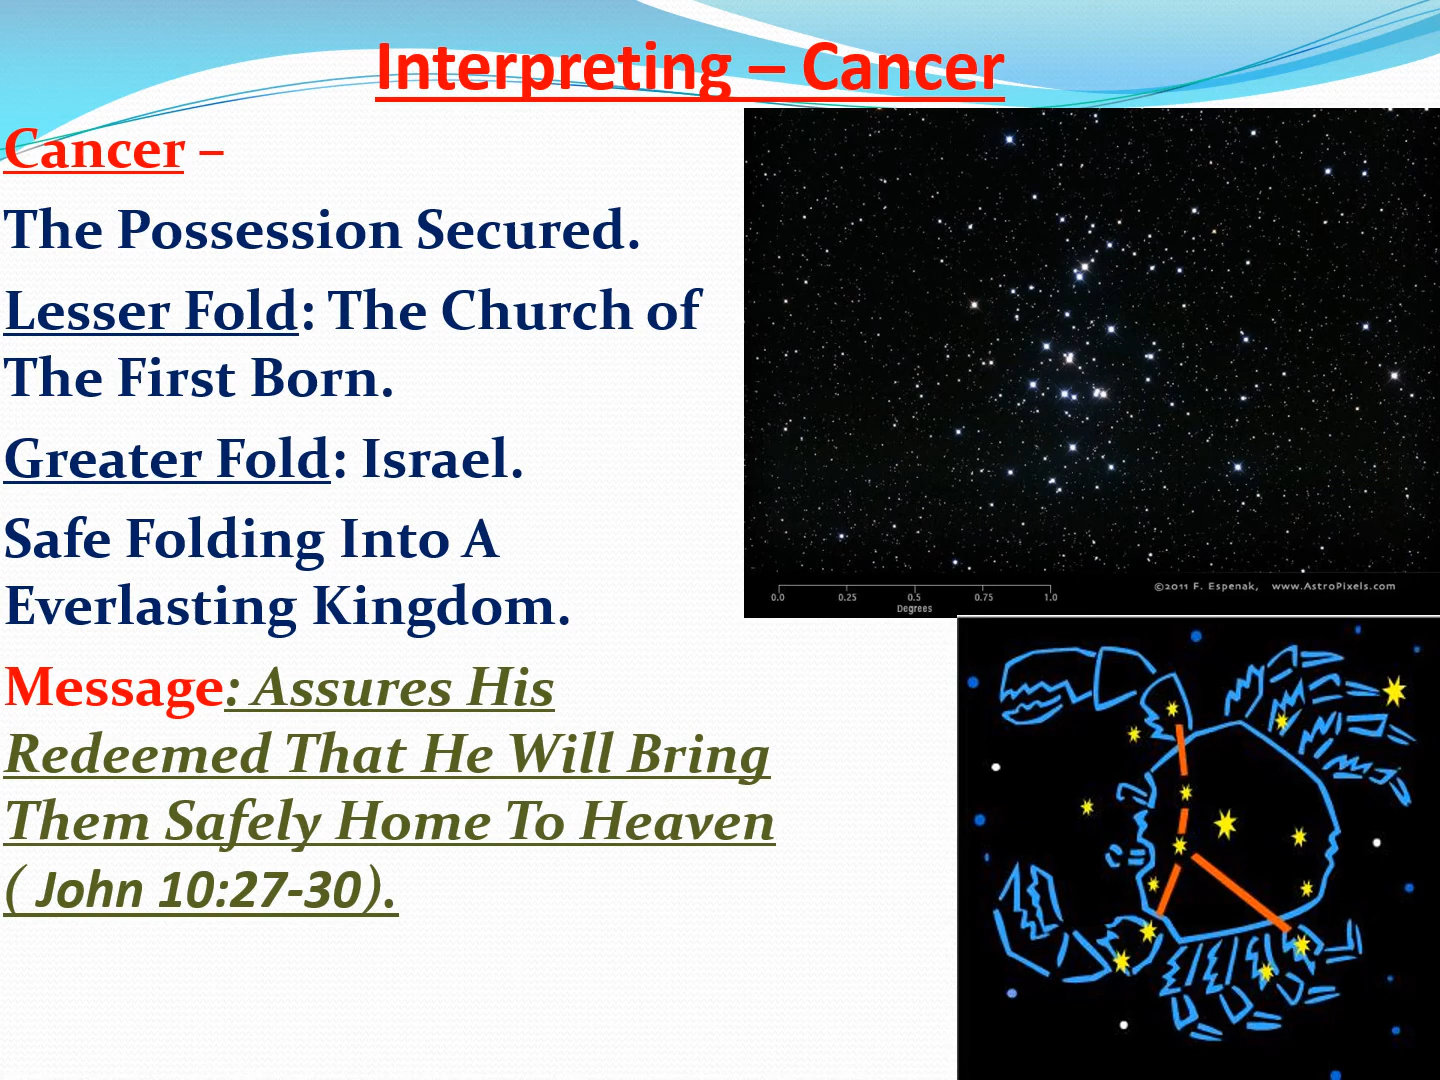 Interpreting – Cancer
Cancer –
The Possession Secured.
Lesser Fold: The Church of
The First Born.
Greater Fold: Israel.
Safe Folding Into A
Everlasting Kingdom.
Message: Assures His
Redeemed That He Will Bring
Them Safely Home To Heaven
( John 10:27-30).
0.0 0.25 0.5 0.75 1.0
Degrees
©2011 F. Espenak, www.AstroPixels.com